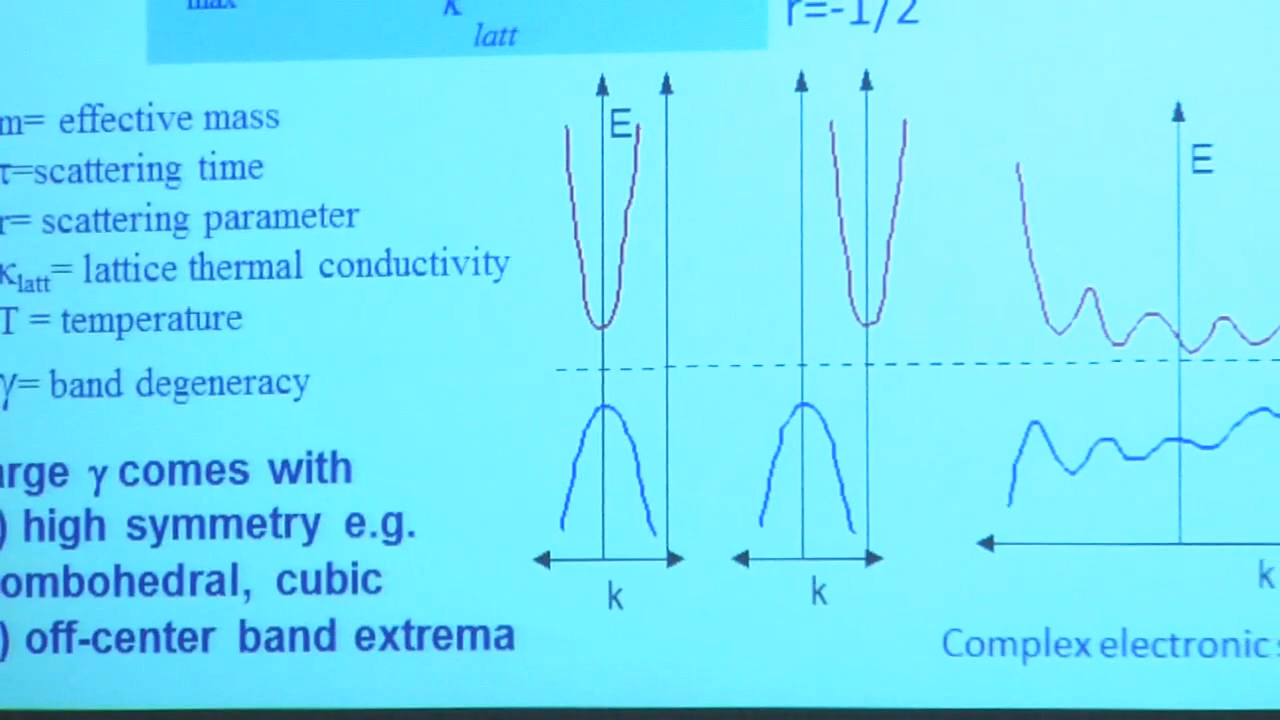 max
κ
latt
r=-1/2
m= effective mass
τ=scattering time
r= scattering parameter
κlatt= lattice thermal conductivity
T = temperature
γ= band degeneracy
arge γ comes with
) high symmetry e.g.
ombohedral, cubic
) off-center band extrema
E
k
k
E
k
Complex electronic s